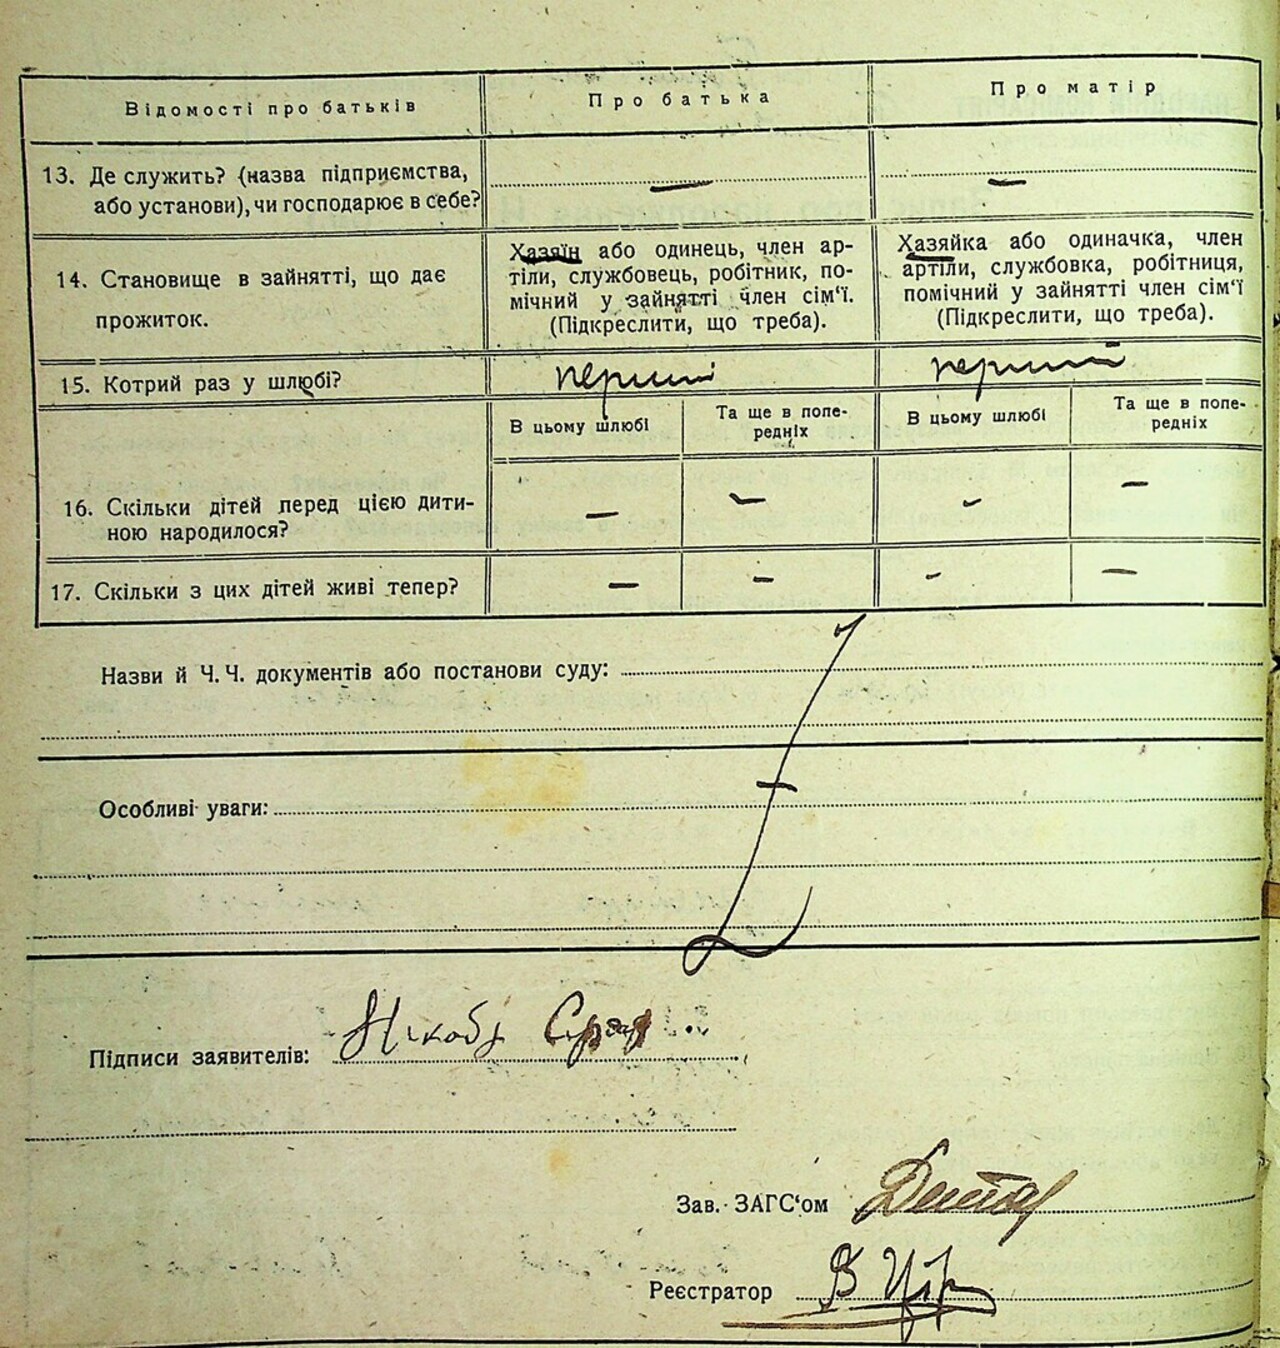 Відомості про батьків
Про батька
Про матір
13. Де служить? (назва підприємства,
або установи), чи господарює в себе?
—
—
14. Становище в зайнятті, що дає
прожиток.
Хазяїн або одинець, член ар-
тіли, службовець, робітник, по-
мічний у зайнятті член сім‘ї.
(Підкреслити, що треба).
Хазяйка або одиначка, член
артіли, службовка, робітниця,
помічний у зайнятті член сім‘ї
(Підкреслити, що треба).
15. Котрий раз у шлюбі?
перший
перший
В цьому шлюбі
Та ще в попе-
редніх
В цьому шлюбі
Та ще в попе-
редніх
16. Скільки дітей перед цією дити-
ною народилося?
— — — —
17. Скільки з цих дітей живі тепер?
— — — —
Назви й Ч. Ч. документів або постанови суду:
Особливі уваги:
Підписи заявителів:
Зав. ЗАГС‘ом
Реєстратор